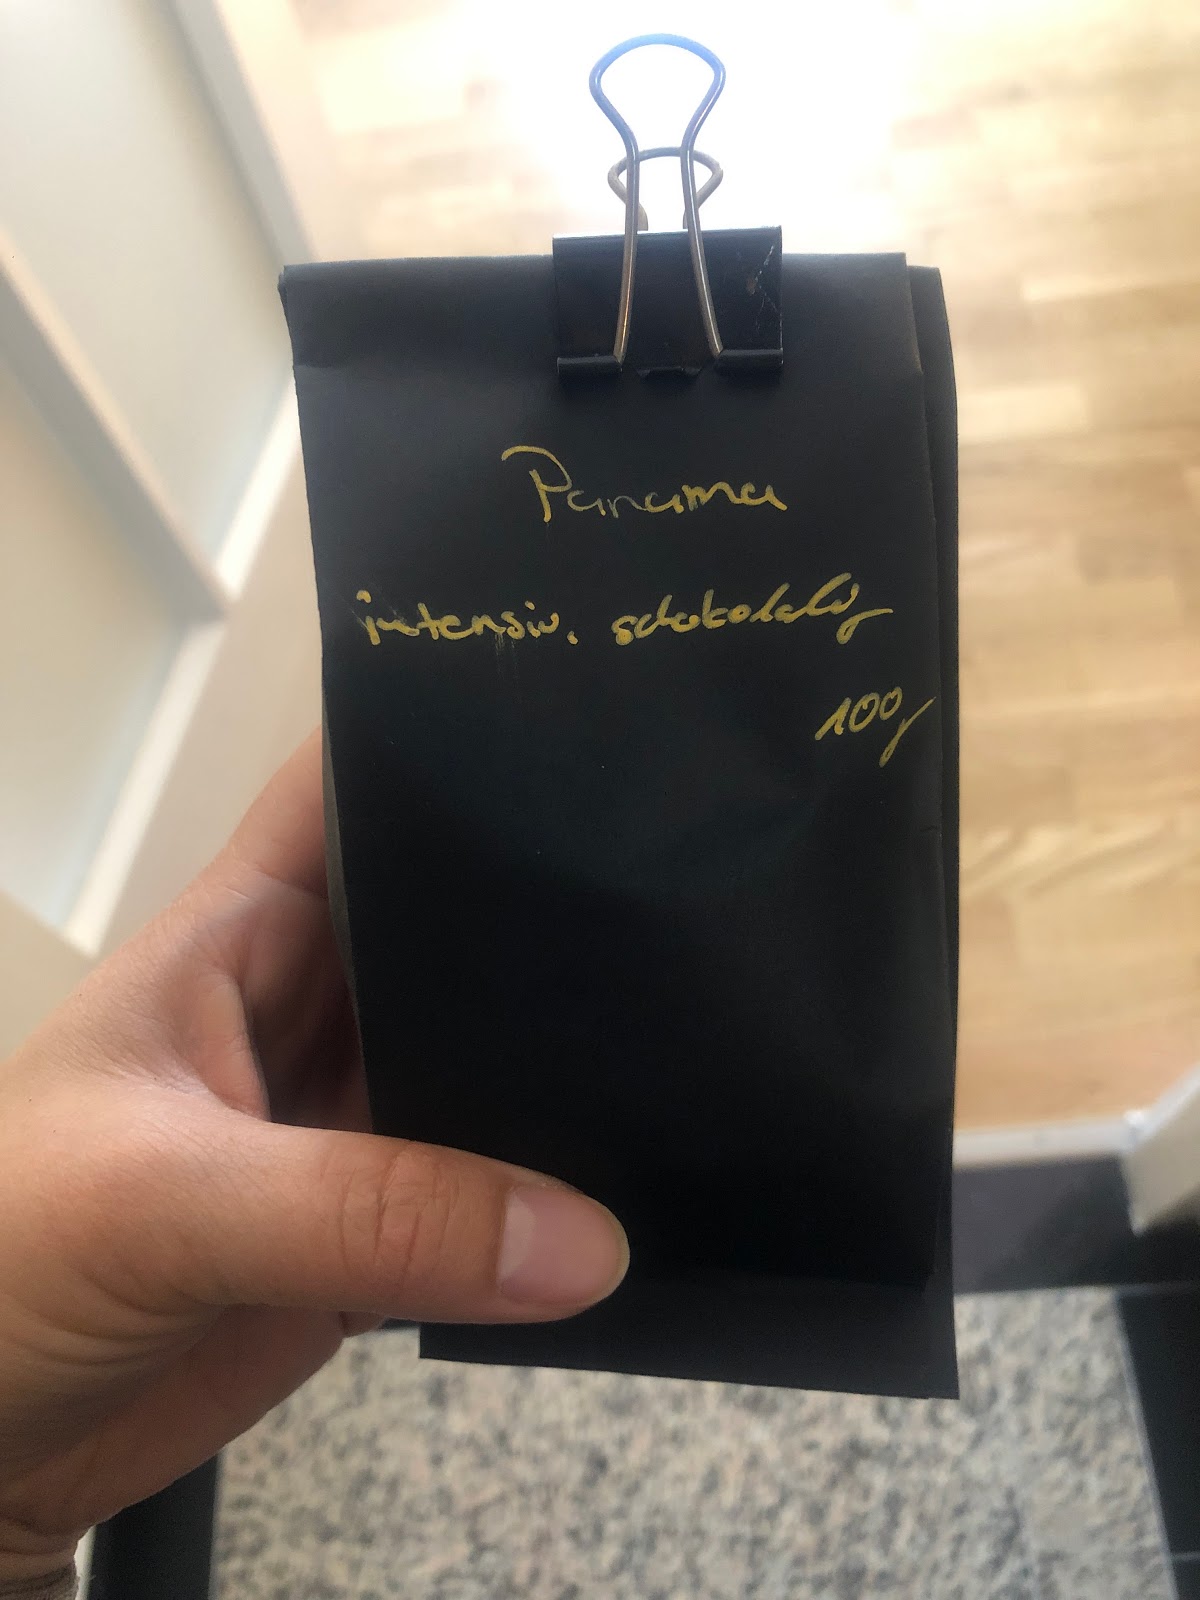 Panama
intensiv. schokoladig
100g